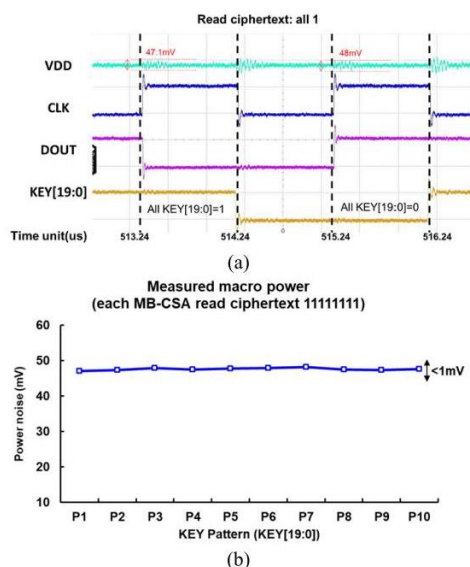 Read ciphertext: all 1
47.1mV
48mV
VDD
CLK
DOUT
KEY[19:0]
All KEY[19:0]=1
All KEY[19:0]=0
Time unit(us)
513.24
514.24
0
515.24
516.24
(a)
Measured macro power
(each MB-CSA read ciphertext 11111111)
60
50
40
30
20
10
Power noise (mV)
<1mV
P1 P2 P3 P4 P5 P6 P7 P8 P9 P10
KEY Pattern (KEY[19:0])
(b)